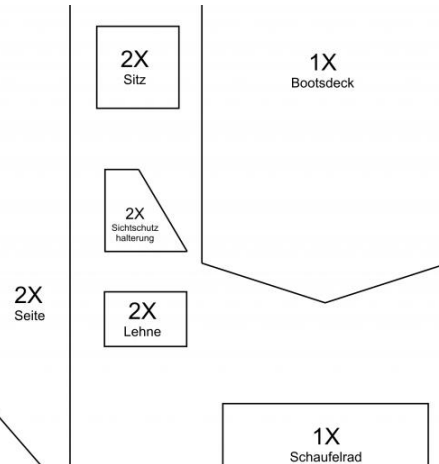 2X
Sitz
1X
Bootsdeck
2X
Sichtschutz
halterung
2X
Seite
2X
Lehne
1X
Schaufelrad